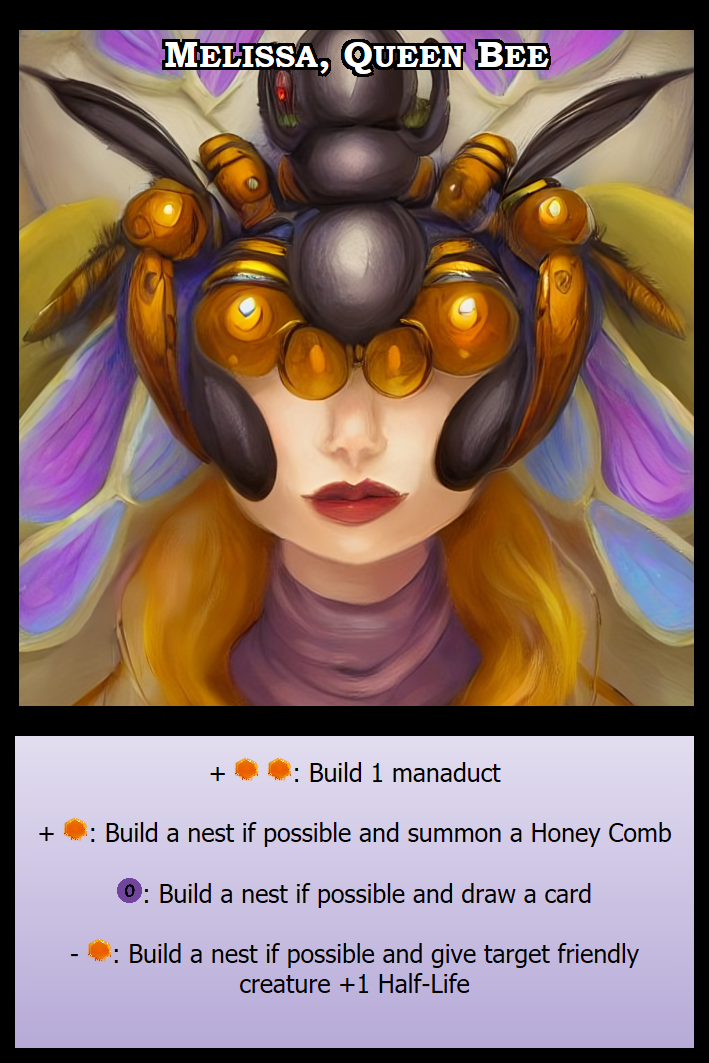 Melissa, Queen Bee
+ : Build 1 manaduct
+ : Build a nest if possible and summon a Honey Comb
0: Build a nest if possible and draw a card
- : Build a nest if possible and give target friendly
creature +1 Half-Life